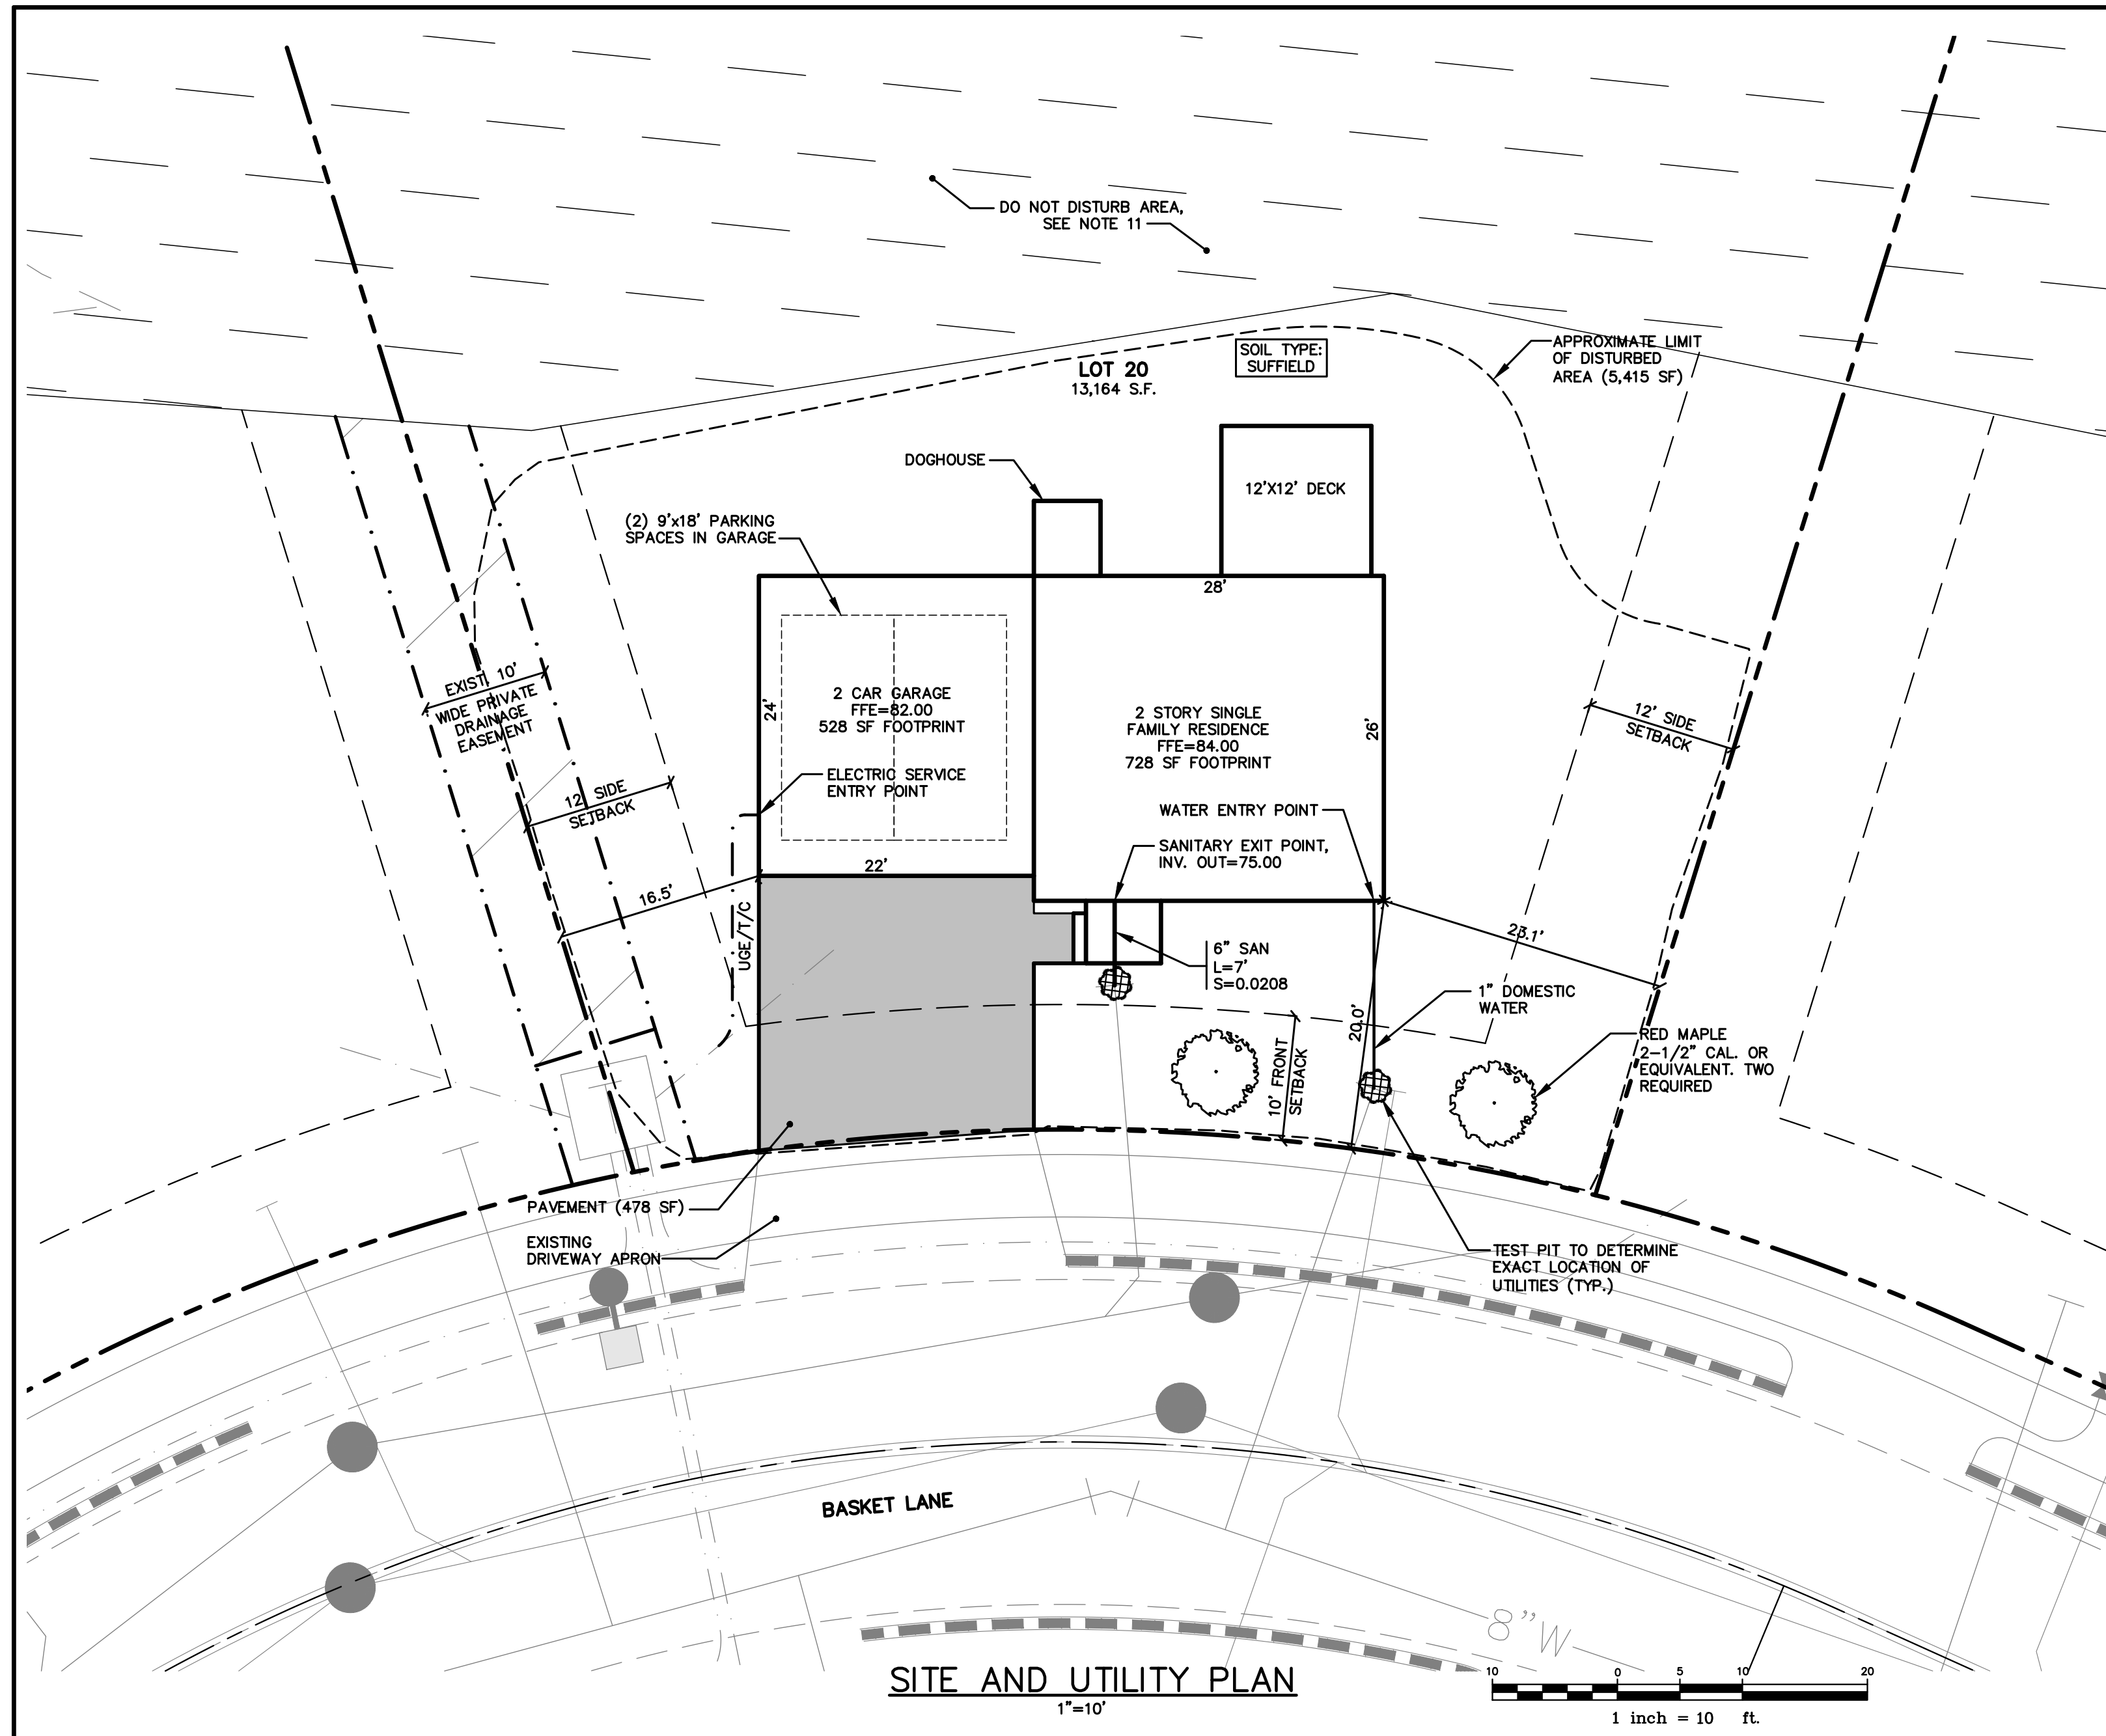 DO NOT DISTURB AREA,
SEE NOTE 11
SOIL TYPE:
SUFFIELD
APPROXIMATE LIMIT
OF DISTURBED
AREA (5,415 SF)
LOT 20
13,164 S.F.
DOGHOUSE
12'X12' DECK
(2) 9'x18' PARKING
SPACES IN GARAGE
28'
EXIST. 10'
WIDE PRIVATE
DRAINAGE
EASEMENT
24'
2 CAR GARAGE
FFE=82.00
528 SF FOOTPRINT
2 STORY SINGLE
FAMILY RESIDENCE
FFE=84.00
728 SF FOOTPRINT
26'
12' SIDE
SETBACK
12' SIDE
SETBACK
ELECTRIC SERVICE
ENTRY POINT
WATER ENTRY POINT
SANITARY EXIT POINT,
INV. OUT=75.00
22'
16.5'
UGE/T/C
23.1'
6" SAN
L=7'
S=0.0208
1" DOMESTIC
WATER
20.0'
10' FRONT
SETBACK
RED MAPLE
2-1/2" CAL. OR
EQUIVALENT. TWO
REQUIRED
PAVEMENT (478 SF)
EXISTING
DRIVEWAY APRON
TEST PIT TO DETERMINE
EXACT LOCATION OF
UTILITIES (TYP.)
BASKET LANE
8"W
SITE AND UTILITY PLAN
1"=10'
10 0 5 10 20
1 inch = 10 ft.